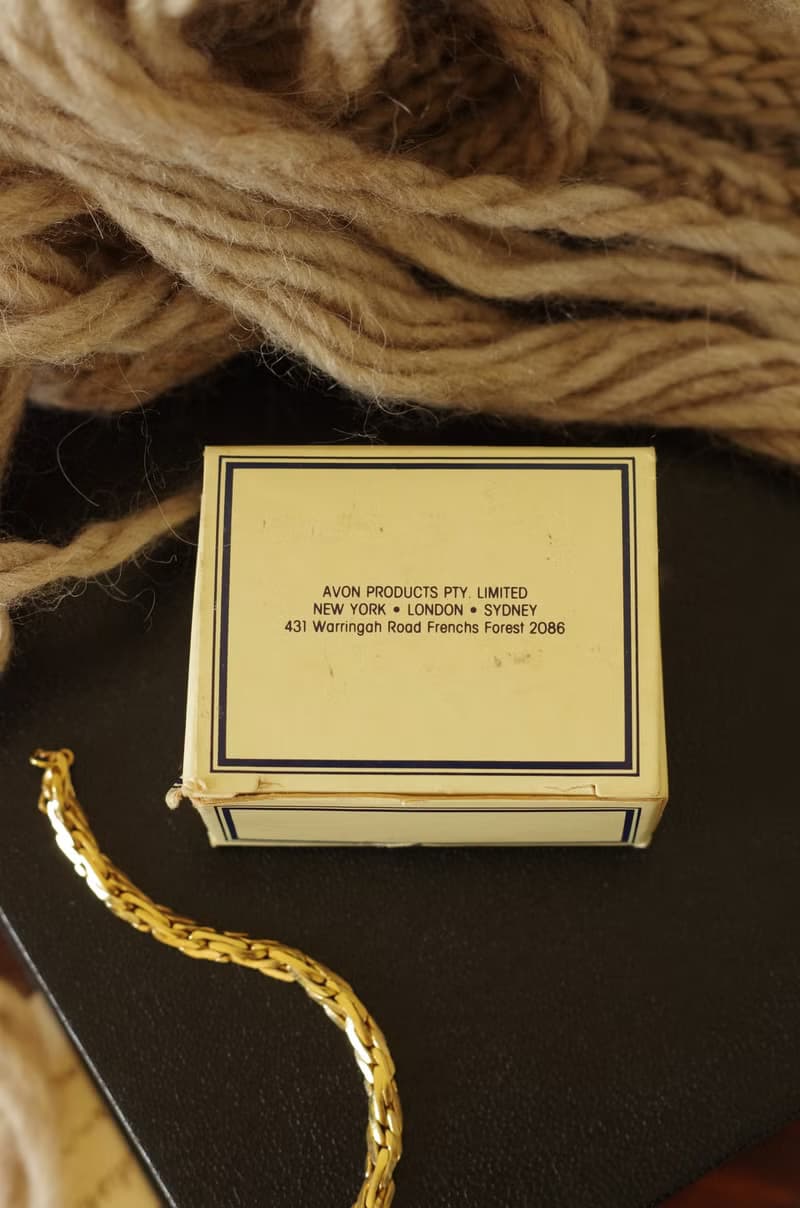 AVON PRODUCTS PTY. LIMITED
NEW YORK • LONDON • SYDNEY
431 Warringah Road Frenchs Forest 2086